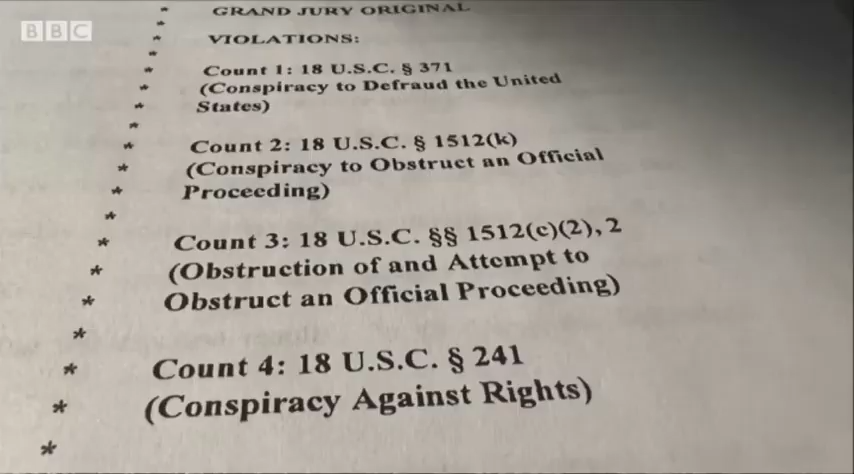 BBC
* GRAND JURY ORIGINAL
*
* VIOLATIONS:
*
* Count 1: 18 U.S.C. § 371
* (Conspiracy to Defraud the United
* States)
*
* Count 2: 18 U.S.C. § 1512(k)
* (Conspiracy to Obstruct an Official
* Proceeding)
*
* Count 3: 18 U.S.C. §§ 1512(c)(2), 2
* (Obstruction of and Attempt to
* Obstruct an Official Proceeding)
*
* Count 4: 18 U.S.C. § 241
* (Conspiracy Against Rights)
*